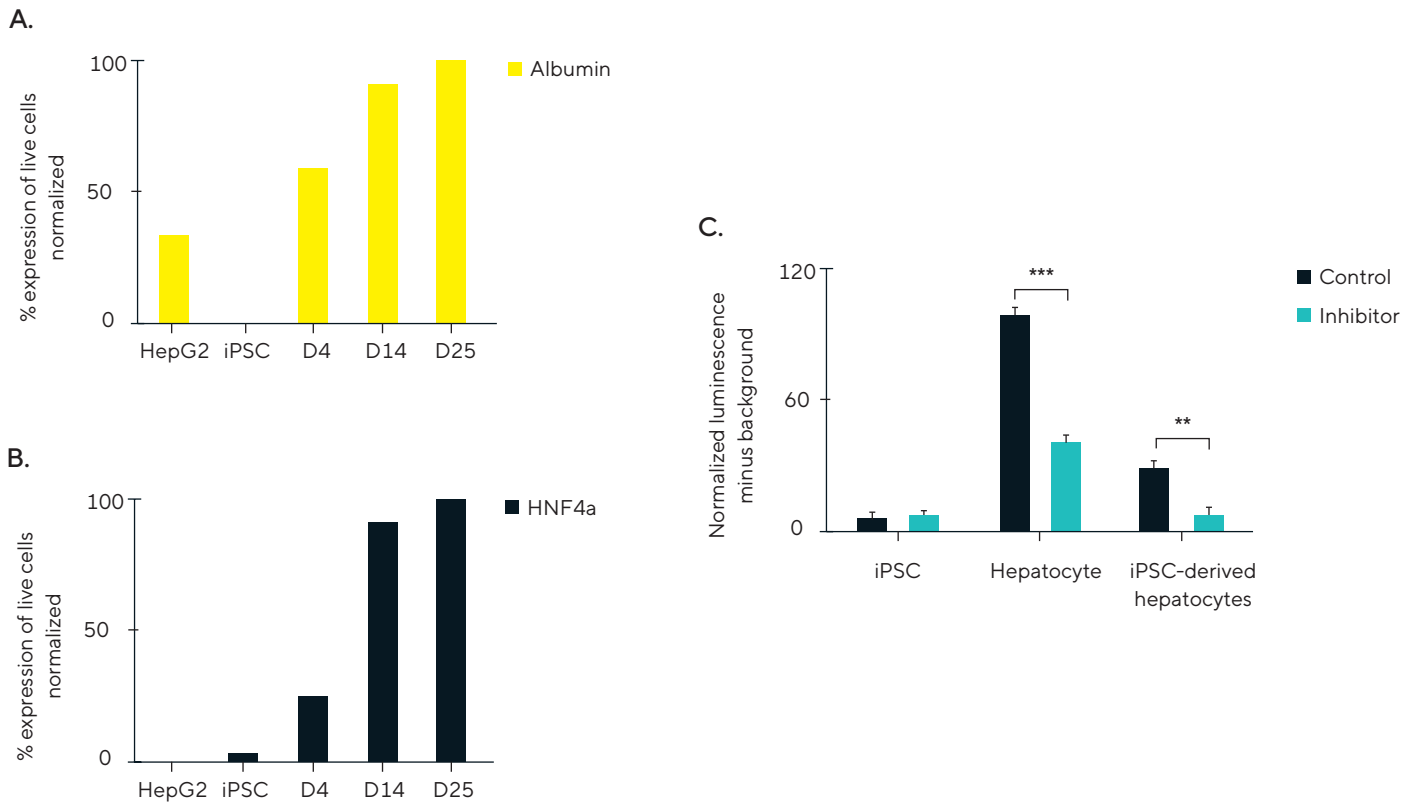 A.
100
50
0
% expression of live cells
normalized
HepG2 iPSC D4 D14 D25
Albumin
B.
100
50
0
% expression of live cells
normalized
HepG2 iPSC D4 D14 D25
HNF4a
C.
120
60
0
Normalized luminescence
minus background
***
**
iPSC Hepatocyte iPSC-derived
hepatocytes
Control
Inhibitor